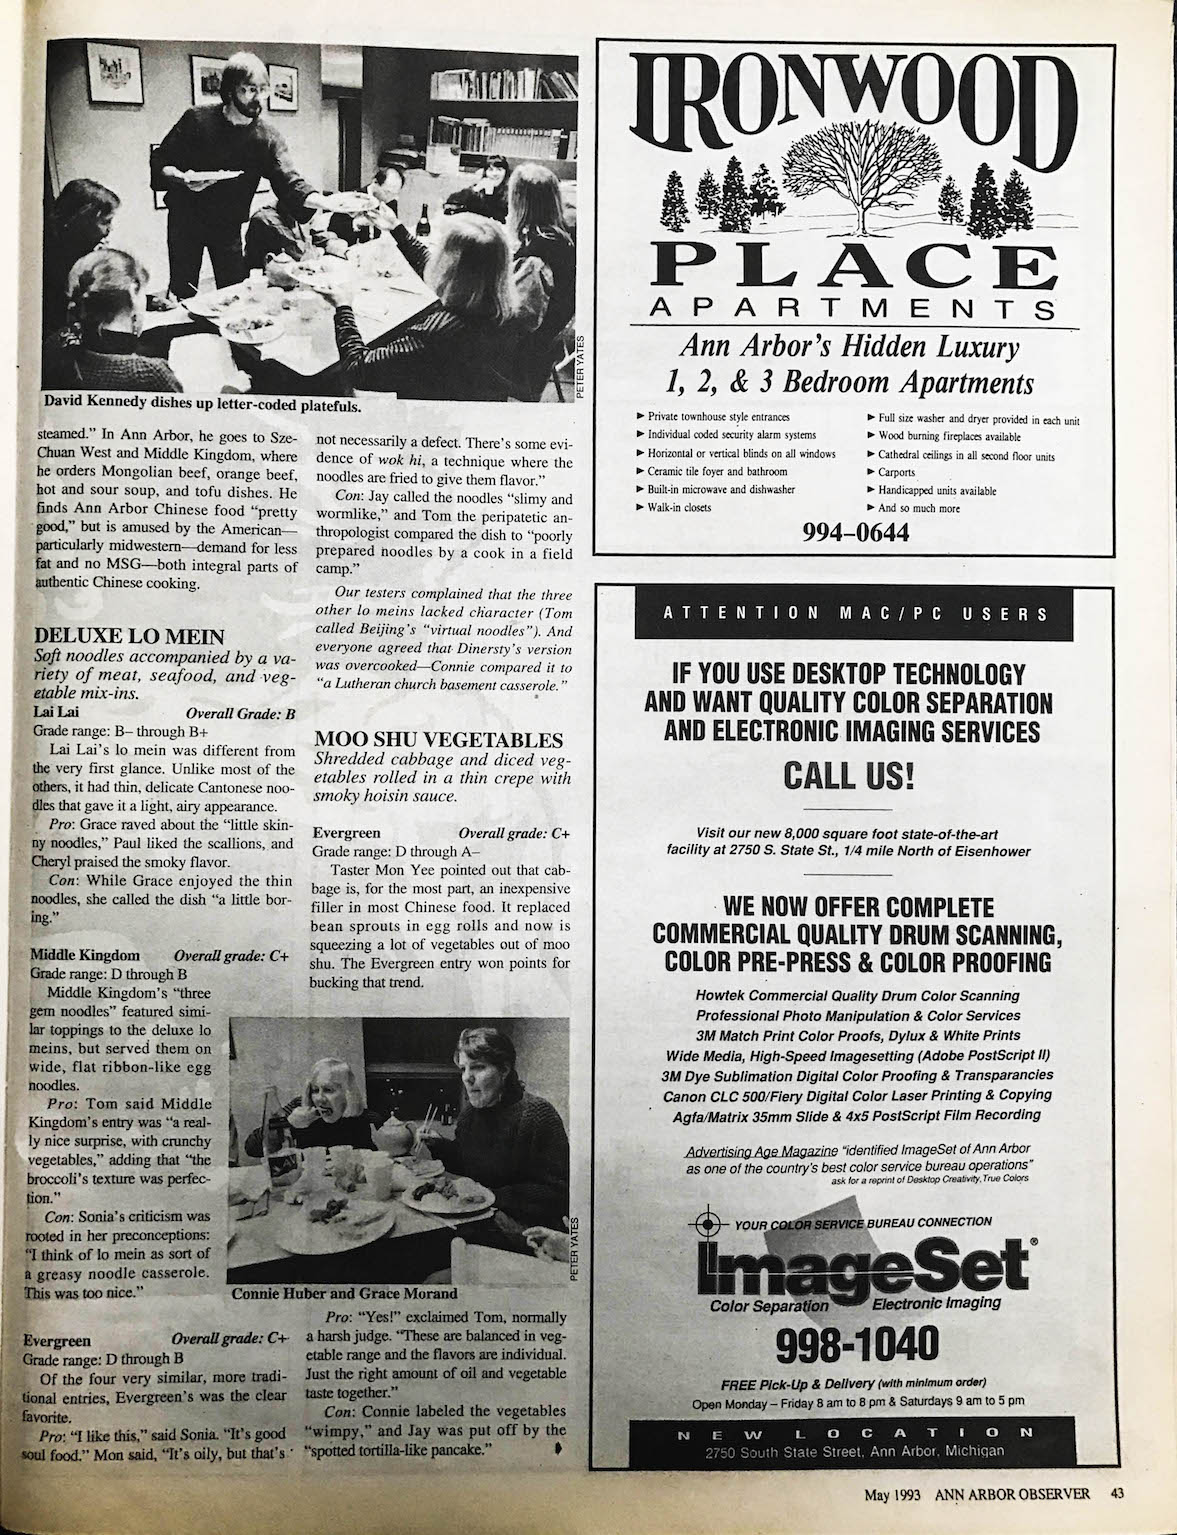 PETER YATES
David Kennedy dishes up letter-coded platefuls.
steamed.” In Ann Arbor, he goes to Sze-
Chuan West and Middle Kingdom, where
he orders Mongolian beef, orange beef,
hot and sour soup, and tofu dishes. He
finds Ann Arbor Chinese food “pretty
good,” but is amused by the American—
particularly midwestern—demand for less
fat and no MSG—both integral parts of
authentic Chinese cooking.
DELUXE LO MEIN
Soft noodles accompanied by a va-
riety of meat, seafood, and veg-
etable mix-ins.
Lai Lai Overall Grade: B
Grade range: B– through B+
Lai Lai’s lo mein was different from
the very first glance. Unlike most of the
others, it had thin, delicate Cantonese noo-
dles that gave it a light, airy appearance.
Pro: Grace raved about the “little skin-
ny noodles,” Paul liked the scallions, and
Cheryl praised the smoky flavor.
Con: While Grace enjoyed the thin
noodles, she called the dish “a little bor-
ing.”
Middle Kingdom Overall grade: C+
Grade range: D through B
Middle Kingdom’s “three
gem noodles” featured simi-
lar toppings to the deluxe lo
meins, but served them on
wide, flat ribbon-like egg
noodles.
Pro: Tom said Middle
Kingdom’s entry was “a real-
ly nice surprise, with crunchy
vegetables,” adding that “the
broccoli’s texture was perfec-
tion.”
Con: Sonia’s criticism was
rooted in her preconceptions:
“I think of lo mein as sort of
a greasy noodle casserole.
This was too nice.”
Evergreen Overall grade: C+
Grade range: D through B
Of the four very similar, more tradi-
tional entries, Evergreen’s was the clear
favorite.
Pro: “I like this,” said Sonia. “It’s good
soul food.” Mon said, “It’s oily, but that’s
not necessarily a defect. There’s some evi-
dence of wok hi, a technique where the
noodles are fried to give them flavor.”
Con: Jay called the noodles “slimy and
wormlike,” and Tom the peripatetic an-
thropologist compared the dish to “poorly
prepared noodles by a cook in a field
camp.”
Our testers complained that the three
other lo meins lacked character (Tom
called Beijing’s “virtual noodles”). And
everyone agreed that Dinersty’s version
was overcooked—Connie compared it to
“a Lutheran church basement casserole.”
MOO SHU VEGETABLES
Shredded cabbage and diced veg-
etables rolled in a thin crepe with
smoky hoisin sauce.
Evergreen Overall grade: C+
Grade range: D through A–
Taster Mon Yee pointed out that cab-
bage is, for the most part, an inexpensive
filler in most Chinese food. It replaced
bean sprouts in egg rolls and now is
squeezing a lot of vegetables out of moo
shu. The Evergreen entry won points for
bucking that trend.
PETER YATES
Connie Huber and Grace Morand
Pro: “Yes!” exclaimed Tom, normally
a harsh judge. “These are balanced in veg-
etable range and the flavors are individual.
Just the right amount of oil and vegetable
taste together.”
Con: Connie labeled the vegetables
“wimpy,” and Jay was put off by the
“spotted tortilla-like pancake.”
IRONWOOD
PLACE
APARTMENTS
Ann Arbor’s Hidden Luxury
1, 2, & 3 Bedroom Apartments
► Private townhouse style entrances
► Individual coded security alarm systems
► Horizontal or vertical blinds on all windows
► Ceramic tile foyer and bathroom
► Built-in microwave and dishwasher
► Walk-in closets
► Full size washer and dryer provided in each unit
► Wood burning fireplaces available
► Cathedral ceilings in all second floor units
► Carports
► Handicapped units available
► And so much more
994–0644
ATTENTION MAC/PC USERS
IF YOU USE DESKTOP TECHNOLOGY
AND WANT QUALITY COLOR SEPARATION
AND ELECTRONIC IMAGING SERVICES
CALL US!
Visit our new 8,000 square foot state-of-the-art
facility at 2750 S. State St., 1/4 mile North of Eisenhower
WE NOW OFFER COMPLETE
COMMERCIAL QUALITY DRUM SCANNING,
COLOR PRE-PRESS & COLOR PROOFING
Howtek Commercial Quality Drum Color Scanning
Professional Photo Manipulation & Color Services
3M Match Print Color Proofs, Dylux & White Prints
Wide Media, High-Speed Imagesetting (Adobe PostScript II)
3M Dye Sublimation Digital Color Proofing & Transparancies
Canon CLC 500/Fiery Digital Color Laser Printing & Copying
Agfa/Matrix 35mm Slide & 4x5 PostScript Film Recording
Advertising Age Magazine “identified ImageSet of Ann Arbor
as one of the country’s best color service bureau operations”
ask for a reprint of Desktop Creativity, True Colors
YOUR COLOR SERVICE BUREAU CONNECTION
ImageSet®
Color Separation Electronic Imaging
998-1040
FREE Pick-Up & Delivery (with minimum order)
Open Monday – Friday 8 am to 8 pm & Saturdays 9 am to 5 pm
NEW LOCATION
2750 South State Street, Ann Arbor, Michigan
May 1993 ANN ARBOR OBSERVER 43